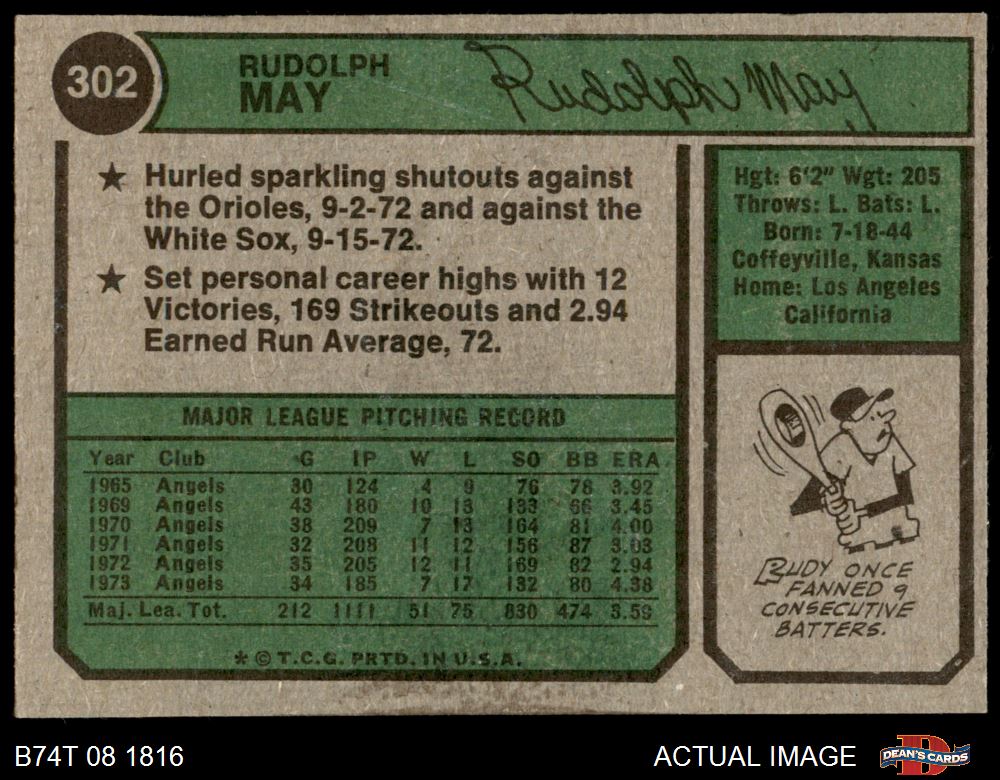 302
RUDOLPH
MAY
Rudolph May
★ Hurled sparkling shutouts against
the Orioles, 9-2-72 and against the
White Sox, 9-15-72.
★ Set personal career highs with 12
Victories, 169 Strikeouts and 2.94
Earned Run Average, 72.
Hgt: 6'2" Wgt: 205
Throws: L. Bats: L.
Born: 7-18-44
Coffeyville, Kansas
Home: Los Angeles
California
MAJOR LEAGUE PITCHING RECORD
Year Club G IP W L SO BB ERA
1965 Angels 30 124 4 9 76 78 3.92
1969 Angels 43 180 10 13 133 66 3.45
1970 Angels 38 209 7 13 164 81 4.00
1971 Angels 32 208 11 12 156 87 3.03
1972 Angels 35 205 12 11 169 82 2.94
1973 Angels 34 185 7 17 132 80 4.38
Maj. Lea. Tot. 212 1111 51 75 830 474 3.59
* © T.C.G. PRTD. IN U.S.A.
RUDY ONCE
FANNED 9
CONSECUTIVE
BATTERS.
B74T 08 1816
ACTUAL IMAGE
DEAN'S CARDS